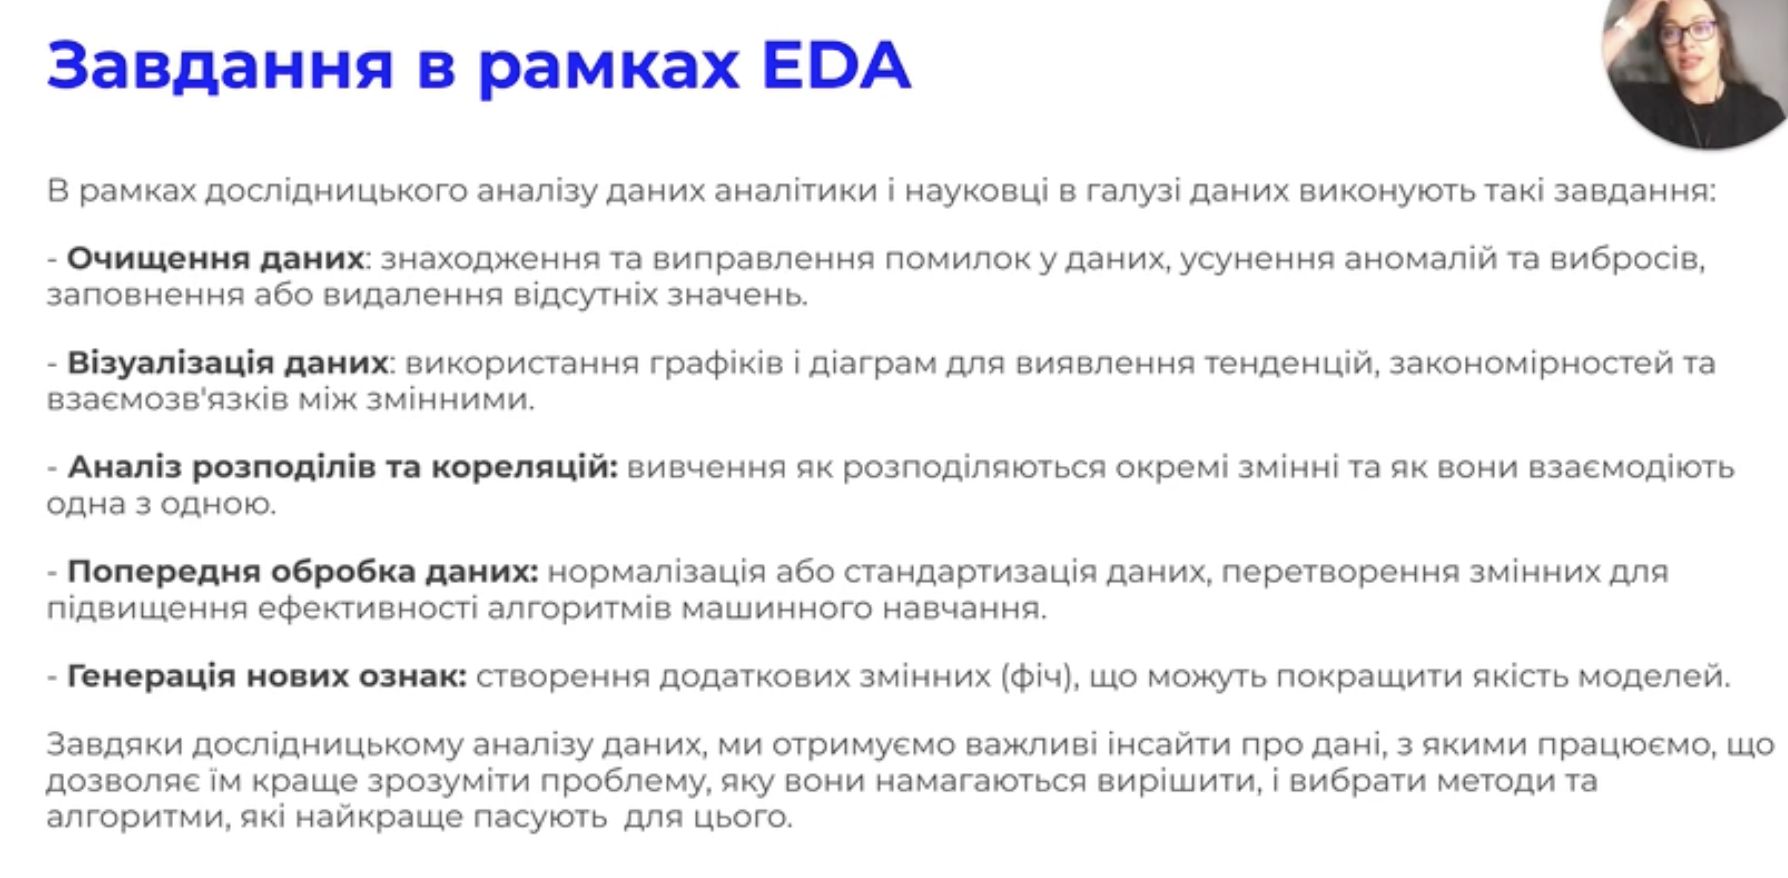 Завдання в рамках EDA
В рамках дослідницького аналізу даних аналітики і науковці в галузі даних виконують такі завдання:
- Очищення даних: знаходження та виправлення помилок у даних, усунення аномалій та вибросів,
заповнення або видалення відсутніх значень.
- Візуалізація даних: використання графіків і діаграм для виявлення тенденцій, закономірностей та
взаємозв'язків між змінними.
- Аналіз розподілів та кореляцій: вивчення як розподіляються окремі змінні та як вони взаємодіють
одна з одною.
- Попередня обробка даних: нормалізація або стандартизація даних, перетворення змінних для
підвищення ефективності алгоритмів машинного навчання.
- Генерація нових ознак: створення додаткових змінних (фіч), що можуть покращити якість моделей.
Завдяки дослідницькому аналізу даних, ми отримуємо важливі інсайти про дані, з якими працюємо, що
дозволяє їм краще зрозуміти проблему, яку вони намагаються вирішити, і вибрати методи та
алгоритми, які найкраще пасують  для цього.